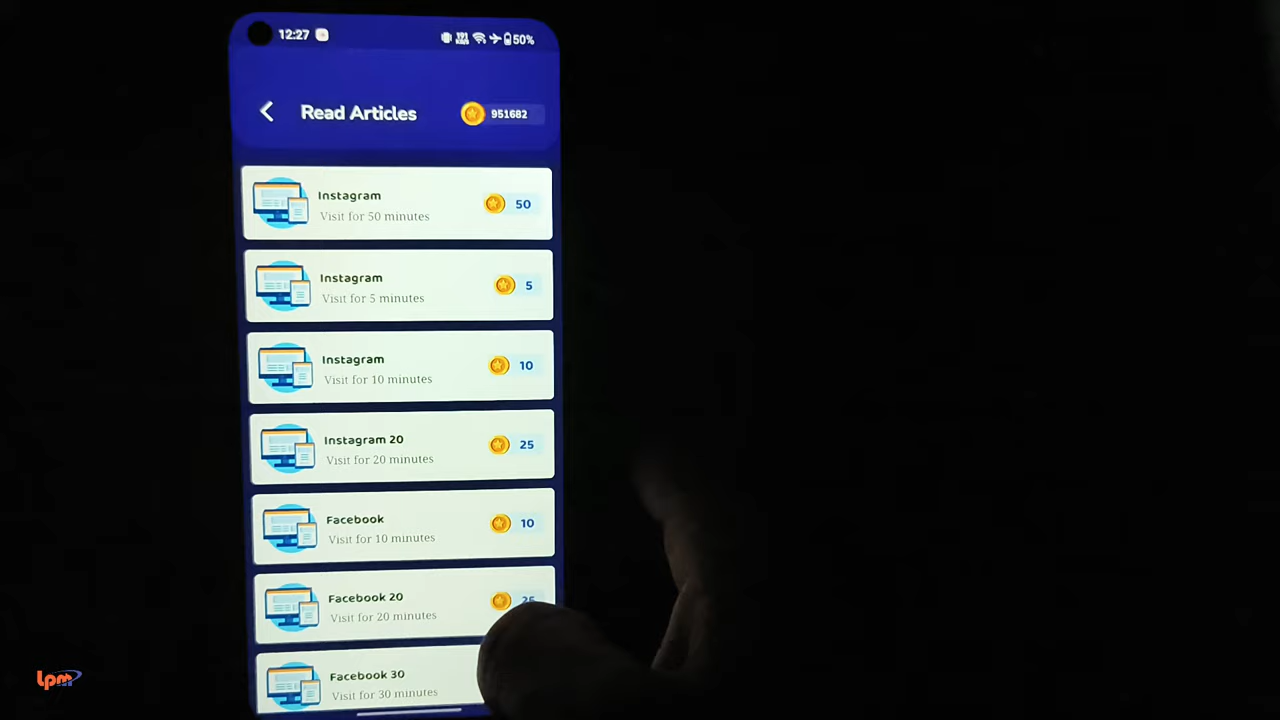 12:27
50%
Read Articles
951682
Instagram
Visit for 50 minutes
50
Instagram
Visit for 5 minutes
5
Instagram
Visit for 10 minutes
10
Instagram 20
Visit for 20 minutes
25
Facebook
Visit for 10 minutes
10
Facebook 20
Visit for 20 minutes
25
Facebook 30
Visit for 30 minutes
lpm